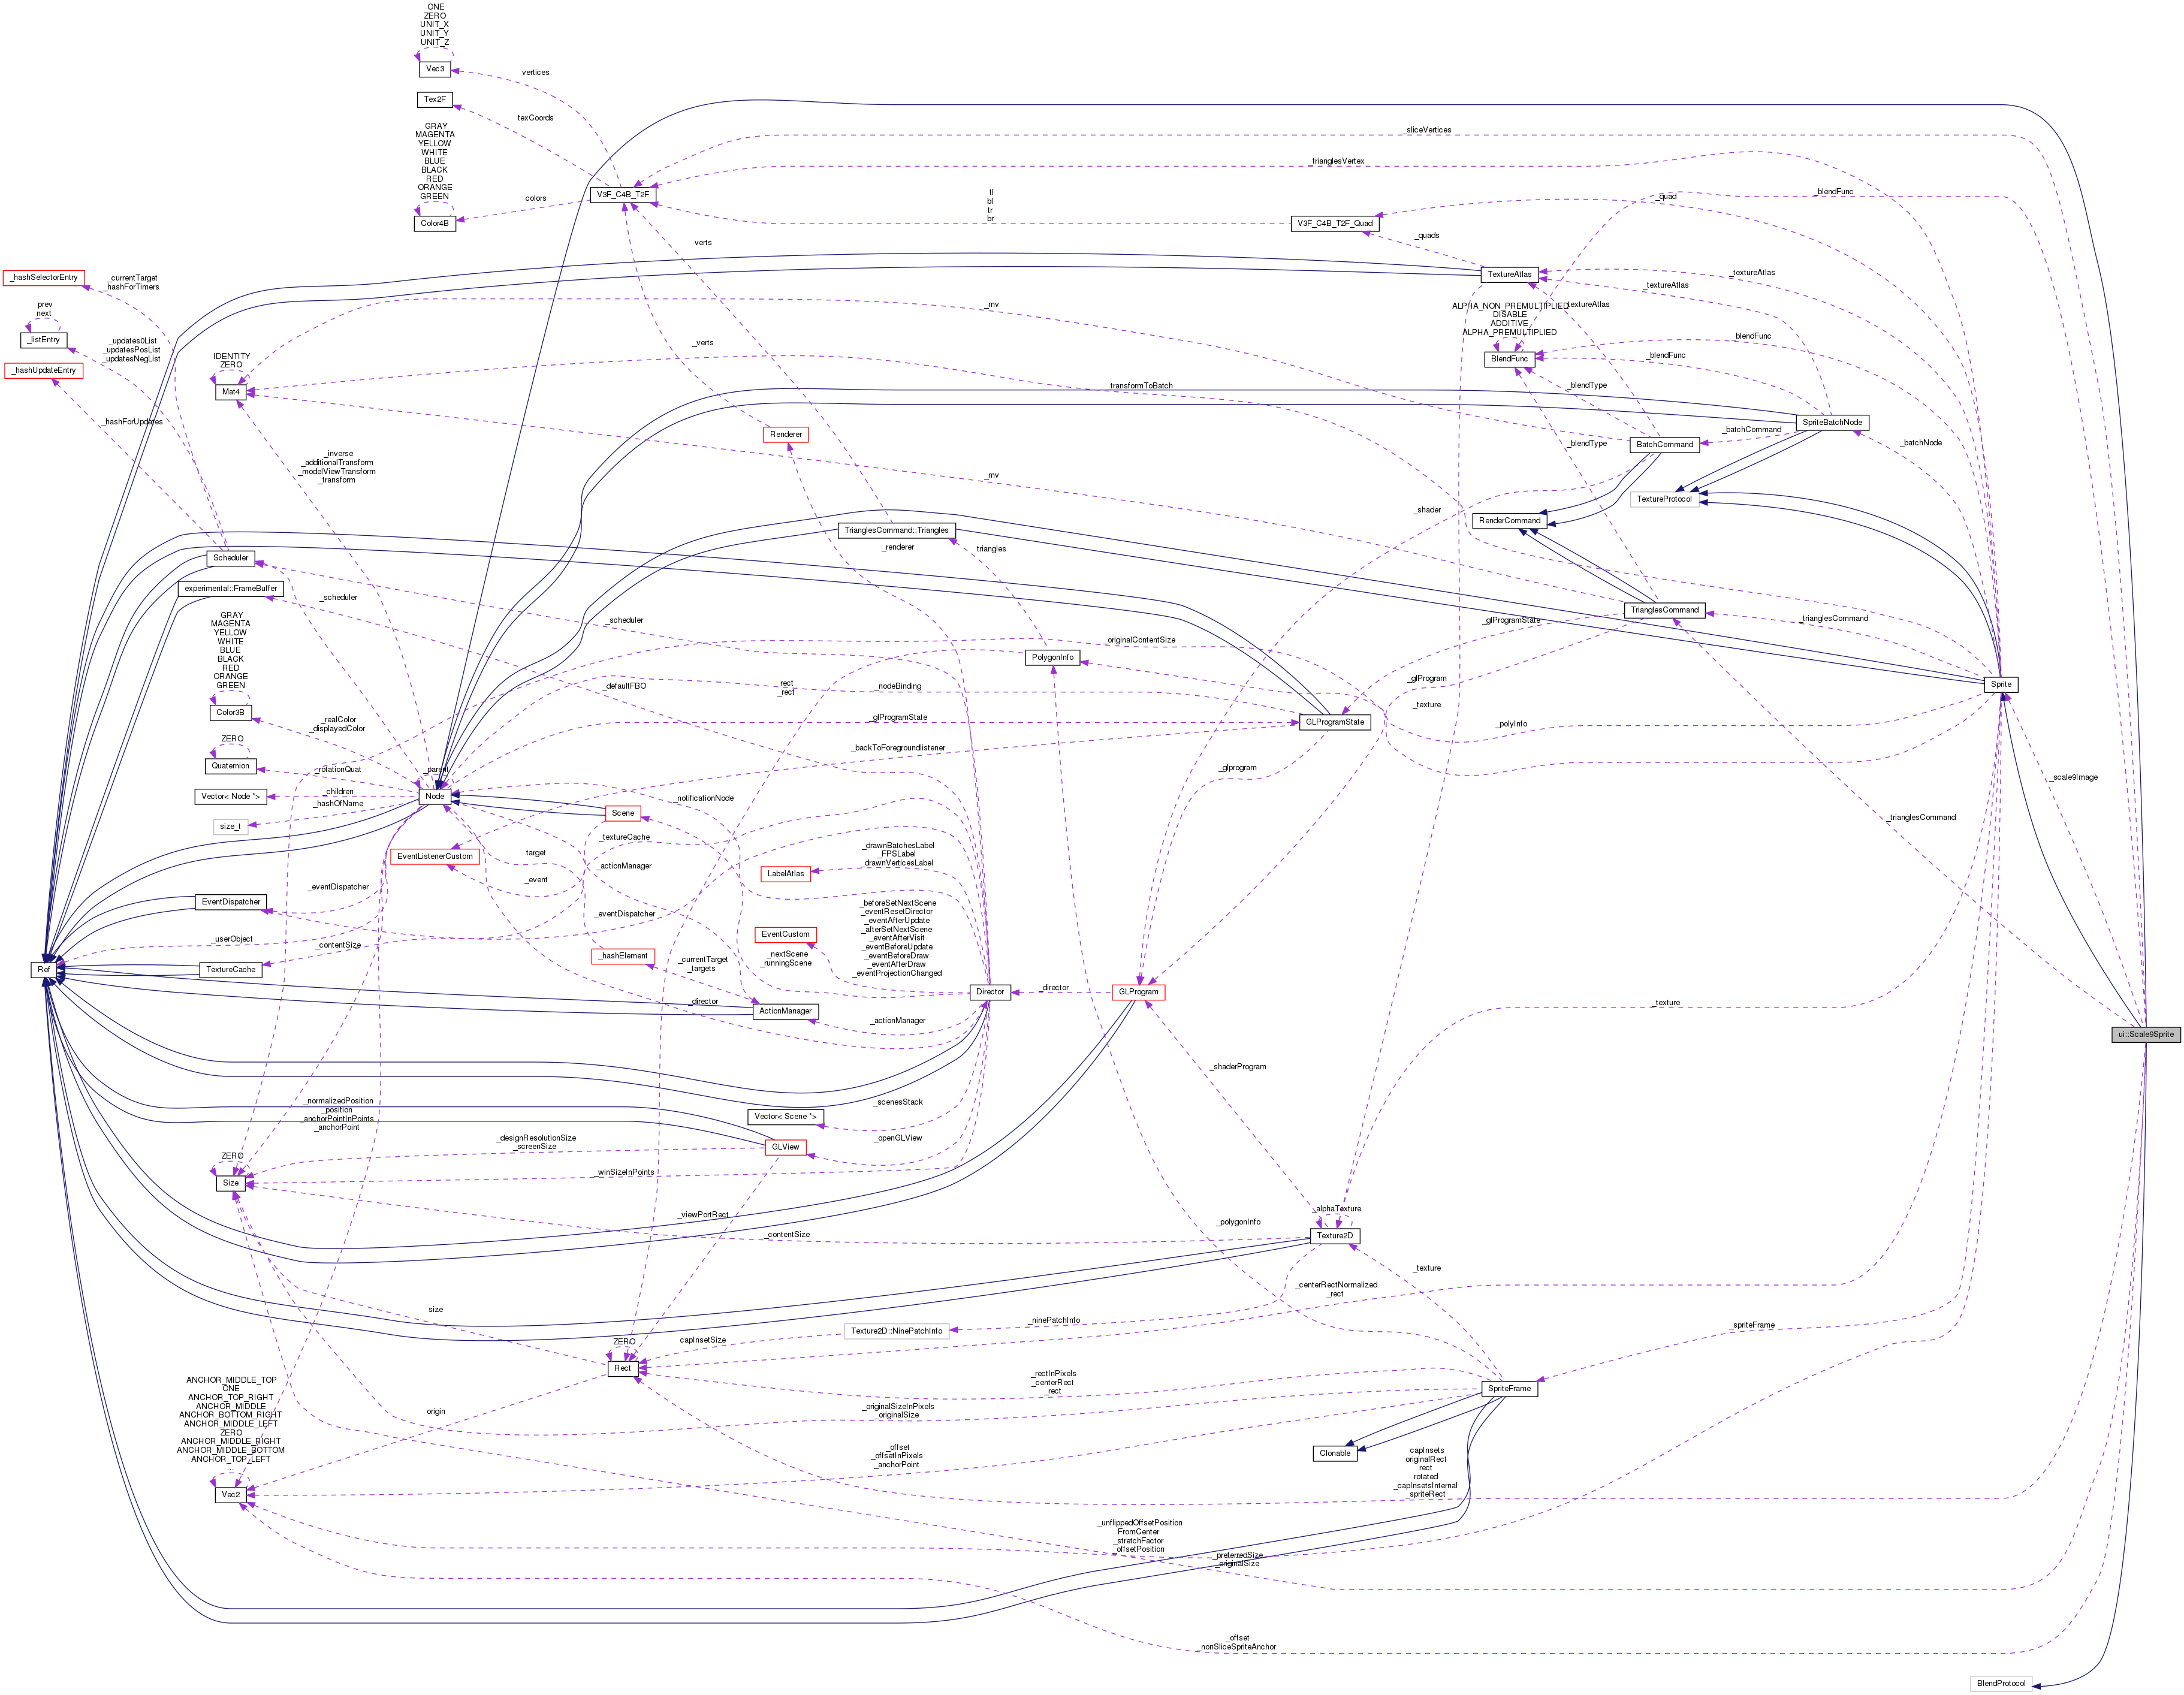 ONE
ZERO
UNIT_X
UNIT_Y
UNIT_Z
Vec3
vertices
Tex2F
texCoords
GRAY
MAGENTA
YELLOW
WHITE
BLUE
BLACK
RED
ORANGE
GREEN
Color4B
colors
V3F_C4B_T2F
_sliceVertices
_trianglesVertex
tl
bl
tr
br
V3F_C4B_T2F_Quad
_quad
_blendFunc
_quads
verts
_hashSelectorEntry
_currentTarget
_hashForTimers
prev
next
_listEntry
_updates0List
_updatesPosList
_updatesNegList
_hashUpdateEntry
_hashForUpdates
TextureAtlas
_textureAtlas
_textureAtlas
_textureAtlas
_mv
ALPHA_NON_PREMULTIPLIED
DISABLE
ADDITIVE
ALPHA_PREMULTIPLIED
BlendFunc
_blendFunc
_blendFunc
_verts
IDENTITY
ZERO
Mat4
_transformToBatch
_blendType
SpriteBatchNode
_batchCommand
_batchNode
BatchCommand
_blendType
Renderer
_inverse
_additionalTransform
_modelViewTransform
_transform
_mv
TextureProtocol
RenderCommand
_shader
TrianglesCommand::Triangles
_renderer
triangles
Scheduler
experimental::FrameBuffer
_scheduler
_scheduler
TrianglesCommand
_trianglesCommand
_glProgramState
GRAY
MAGENTA
YELLOW
WHITE
BLUE
BLACK
RED
ORANGE
GREEN
Color3B
_originalContentSize
PolygonInfo
_defaultFBO
rect
_rect
_nodeBinding
_glProgram
_texture
Sprite
_realColor
_displayedColor
_glProgramState
GLProgramState
_polyInfo
ZERO
Quaternion
_rotationQuat
_parent
_backToForegroundlistener
_glprogram
_scale9Image
Vector< Node *>
_children
_hashOfName
Node
size_t
_notificationNode
Scene
_trianglesCommand
_textureCache
EventListenerCustom
target
_actionManager
_event
_drawnBatchesLabel
_FPSLabel
_drawnVerticesLabel
LabelAtlas
EventDispatcher
_eventDispatcher
_eventDispatcher
_beforeSetNextScene
_eventResetDirector
_eventAfterUpdate
_afterSetNextScene
_eventAfterVisit
_eventBeforeUpdate
_eventBeforeDraw
_eventAfterDraw
_eventProjectionChanged
EventCustom
_userObject
_contentSize
_hashElement
_nextScene
_runningScene
Ref
TextureCache
_currentTarget
_targets
_director
ActionManager
_actionManager
Director
_director
GLProgram
_texture
ui::Scale9Sprite
_shaderProgram
_normalizedPosition
_position
_anchorPointInPoints
_anchorPoint
_scenesStack
Vector< Scene *>
_designResolutionSize
_screenSize
GLView
_openGLView
ZERO
Size
_winSizeInPoints
_viewPortRect
_contentSize
_polygonInfo
_alphaTexture
Texture2D
_texture
_centerRectNormalized
_rect
size
_ninePatchInfo
Texture2D::NinePatchInfo
capInsetSize
_spriteFrame
ZERO
Rect
_rectInPixels
_centerRect
_rect
SpriteFrame
ANCHOR_MIDDLE_TOP
ONE
ANCHOR_TOP_RIGHT
ANCHOR_MIDDLE
ANCHOR_BOTTOM_RIGHT
ANCHOR_MIDDLE_LEFT
ZERO
ANCHOR_MIDDLE_RIGHT
ANCHOR_MIDDLE_BOTTOM
ANCHOR_TOP_LEFT
...
Vec2
origin
_originalSizeInPixels
_originalSize
_offset
_offsetInPixels
_anchorPoint
Clonable
capInsets
originalRect
rect
rotated
_capInsetsInternal
_spriteRect
_unflippedOffsetPosition
FromCenter
_stretchFactor
_offsetPosition
_preferredSize
_originalSize
_offset
_nonSliceSpriteAnchor
BlendProtocol